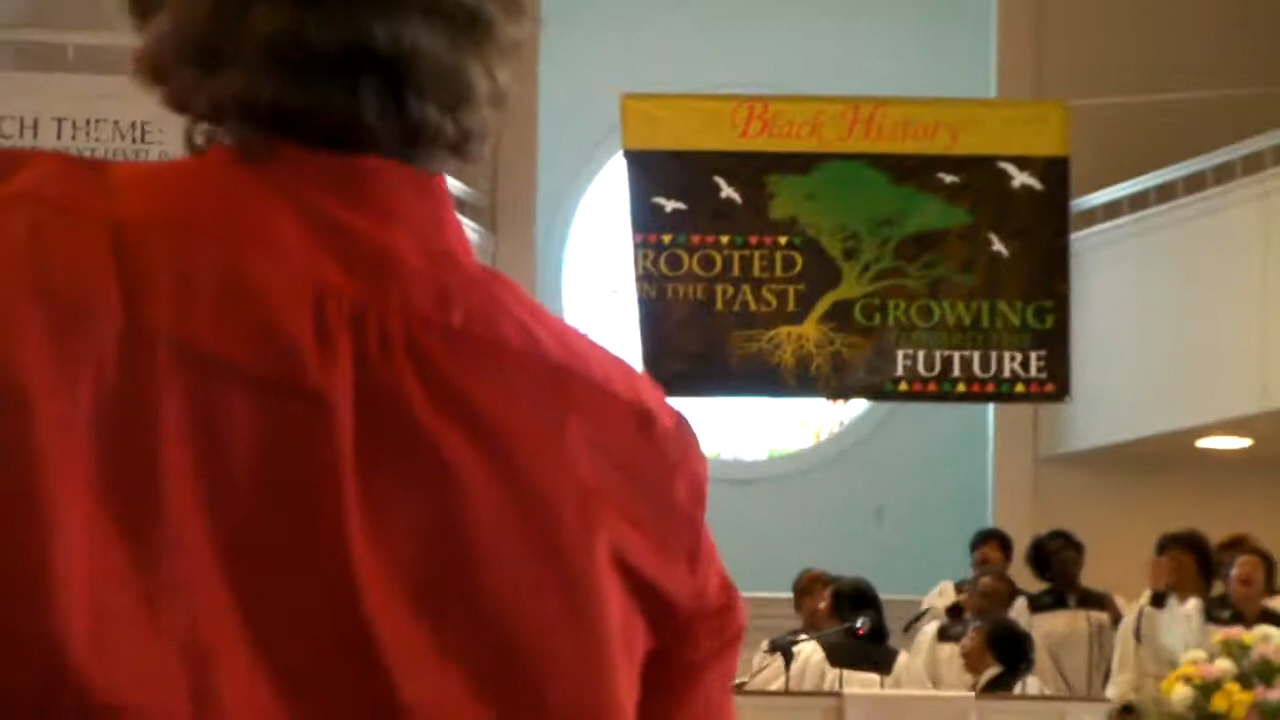 CH THEME:
Black History
ROOTED
IN THE PAST
GROWING
FUTURE